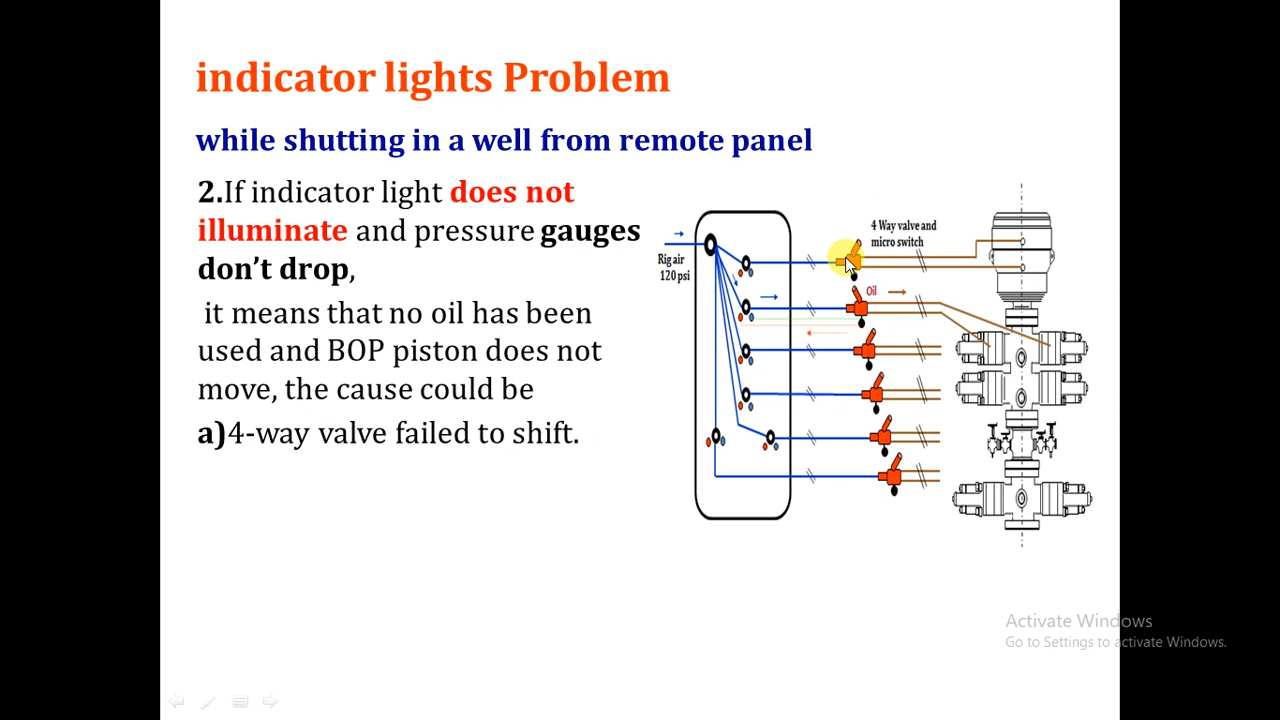 indicator lights Problem
while shutting in a well from remote panel
2.If indicator light does not
illuminate and pressure gauges
don’t drop,
it means that no oil has been
used and BOP piston does not
move, the cause could be
a)4-way valve failed to shift.
Rig air
120 psi
4 Way valve and
micro switch
Oil
Activate Windows
Go to Settings to activate Windows.